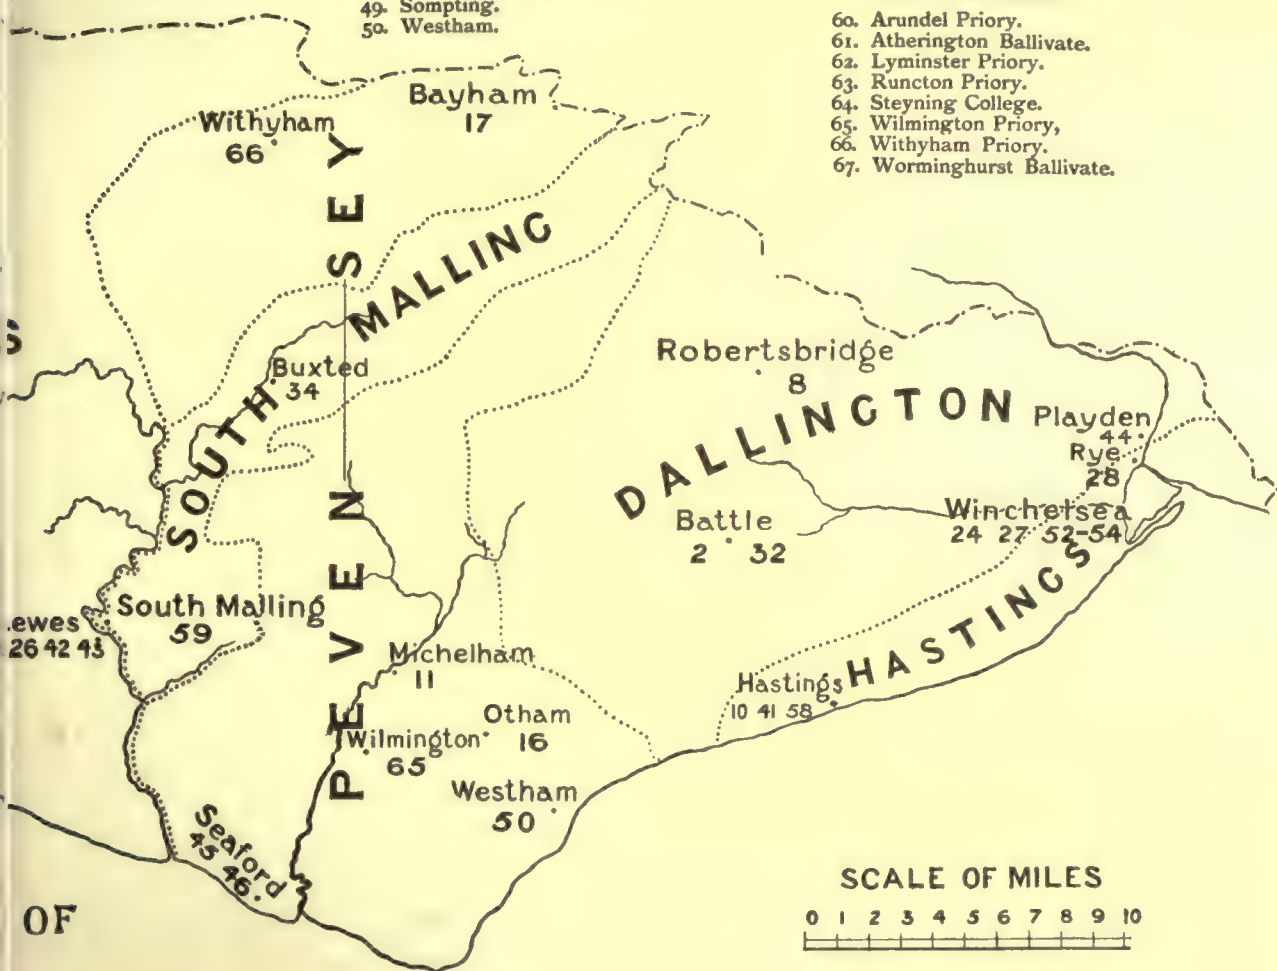 49. Sompting.
50. Westham.
60. Arundel Priory.
61. Atherington Ballivate.
62. Lyminster Priory.
63. Runcton Priory.
64. Steyning College.
65. Wilmington Priory,
66. Withyham Priory.
67. Worminghurst Ballivate.
Bayham
17
Withyham
66
PEVENSEY
SOUTH MALLING
S
Buxted
34
Robertsbridge
8
DALLINGTON
Playden
44
Rye
28
Winchelsea
24 27 52-54
Battle
2 32
HASTINGS
South Malling
59
ewes
26 42 43
Michelham
11
Hastings
10 41 58
Otham
16
Wilmington
65
Westham
50
Seaford
45 46
OF
SCALE OF MILES
0 1 2 3 4 5 6 7 8 9 10